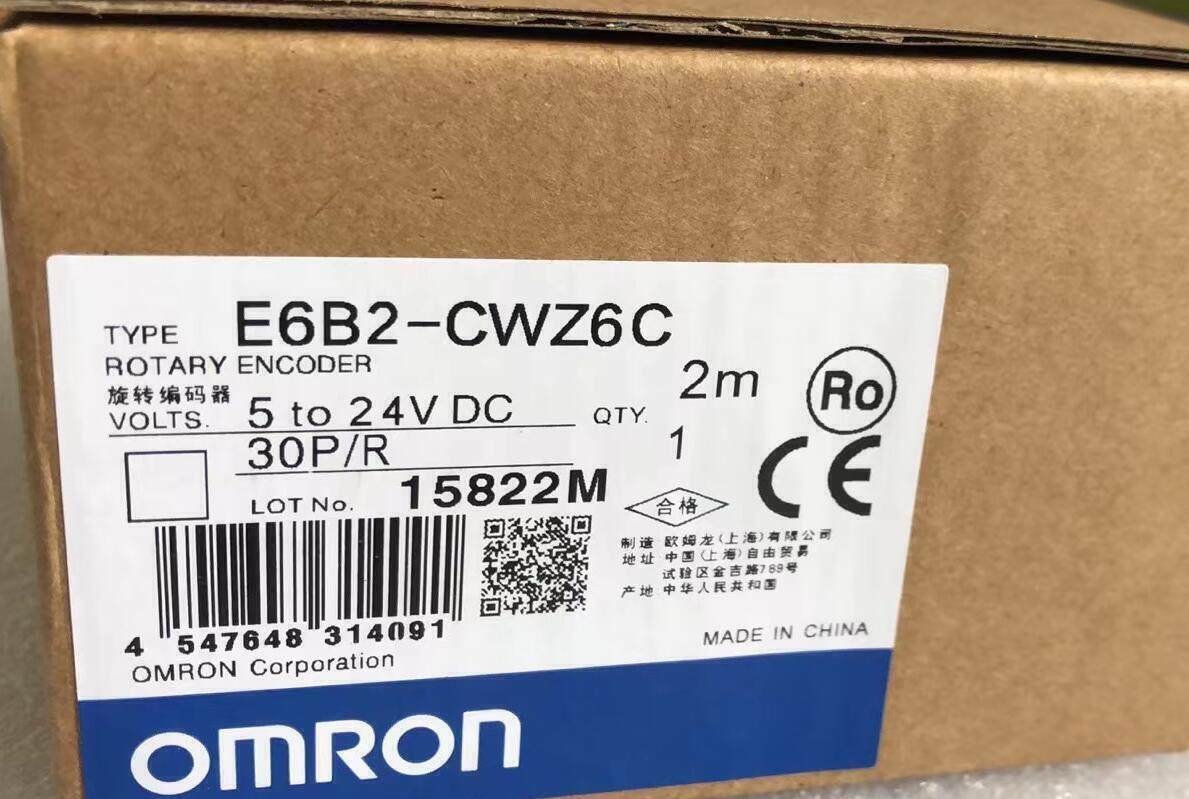 TYPE E6B2-CWZ6C
ROTARY ENCODER
旋转编码器
2m
VOLTS. 5 to 24V DC QTY.
30P/R 1
LOT No. 15822M
Ro
CE
合格
制造 欧姆龙(上海)有限公司
地址 中国(上海)自由贸易
试验区金吉路789号
产地 中华人民共和国
4 547648 314091
MADE IN CHINA
OMRON Corporation
OMRON